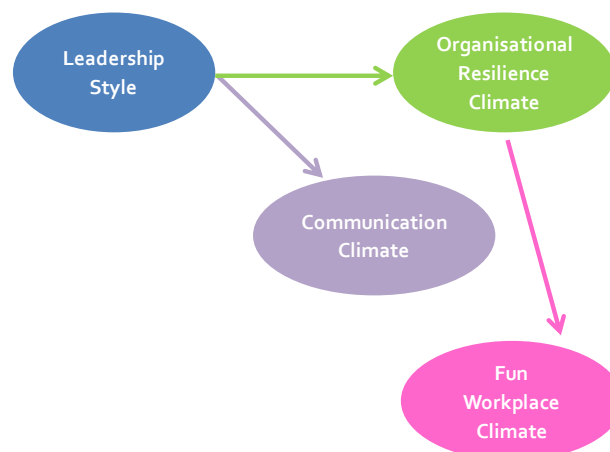 Leadership
Style
Organisational
Resilience
Climate
Communication
Climate
Fun
Workplace
Climate